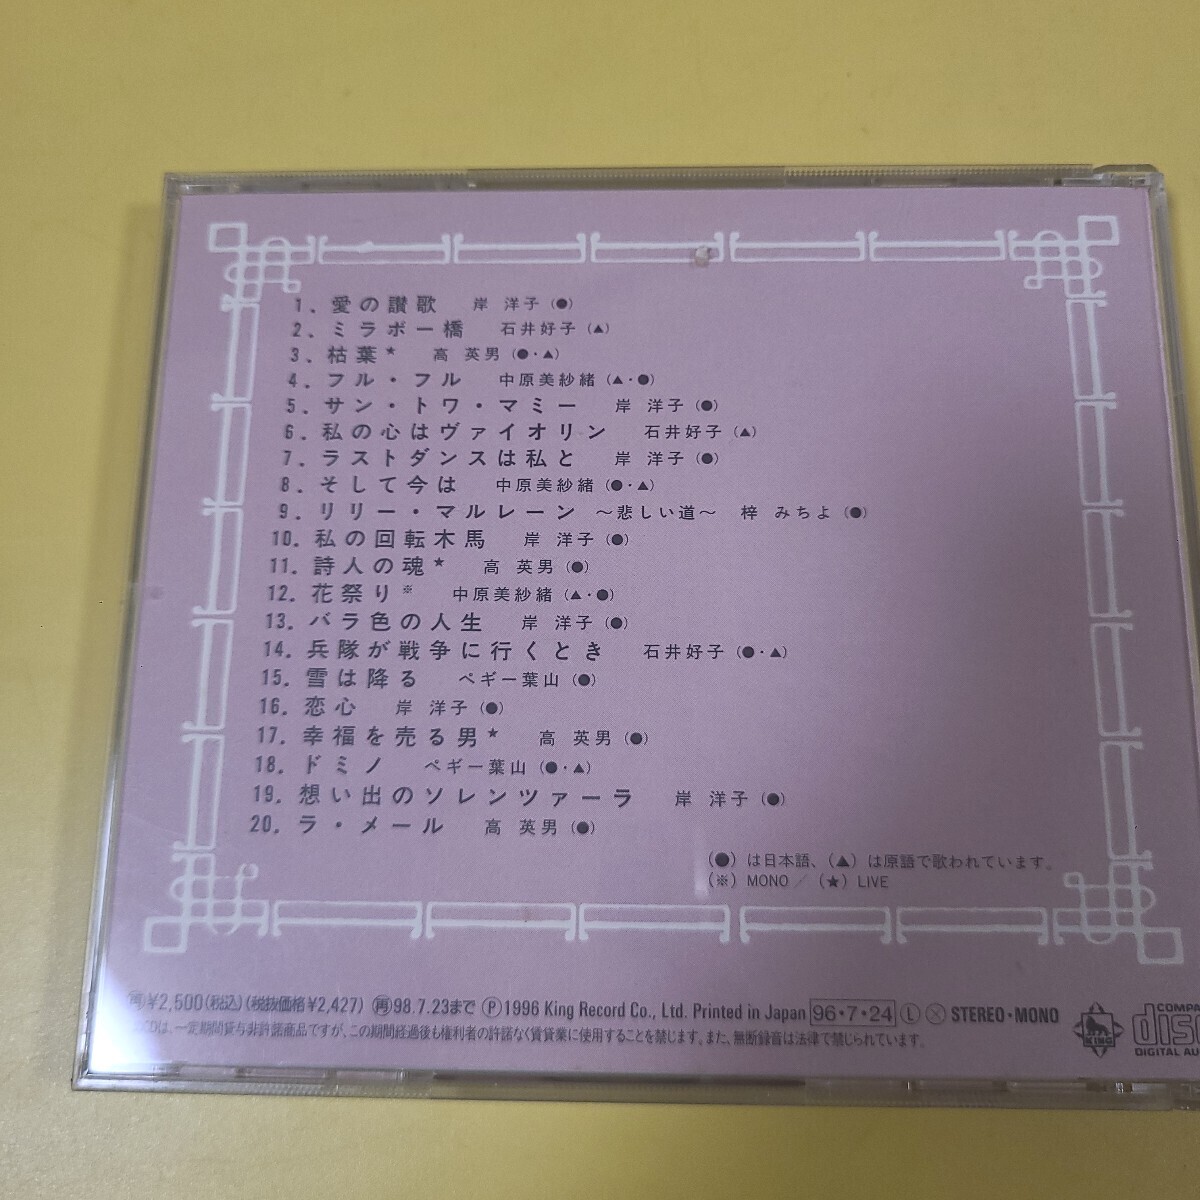 1. 愛の讃歌 岸 洋子 (●)
2. ミラボー橋 石井好子 (▲)
3. 枯葉★ 高 英男 (●・▲)
4. フル・フル 中原美紗緒 (▲・●)
5. サン・トワ・マミー 岸 洋子 (●)
6. 私の心はヴァイオリン 石井好子 (▲)
7. ラストダンスは私と 岸 洋子 (●)
8. そして今は 中原美紗緒 (●・▲)
9. リリー・マルレーン ～悲しい道～ 梓 みちよ (●)
10. 私の回転木馬 岸 洋子 (●)
11. 詩人の魂★ 高 英男 (●)
12. 花祭り※ 中原美紗緒 (▲・●)
13. バラ色の人生 岸 洋子 (●)
14. 兵隊が戦争に行くとき 石井好子 (●・▲)
15. 雪は降る ペギー葉山 (●)
16. 恋心 岸 洋子 (●)
17. 幸福を売る男★ 高 英男 (●)
18. ドミノ ペギー葉山 (●・▲)
19. 想い出のソレンツァーラ 岸 洋子 (●)
20. ラ・メール 高 英男 (●)
(●) は日本語、(▲) は原語で歌われています。
(※) MONO ／ (★) LIVE
¥2,500(税込)(税抜価格¥2,427) 再98.7.23まで Ⓟ1996 King Record Co., Ltd. Printed in Japan 96・7・24 Ⓛ Ⓧ STEREO・MONO
CDは、一定期間貸与非許諾商品ですが、この期間経過後も権利者の許諾なく賃貸業に使用することを禁じます。また、無断録音は法律で禁じられています。
KING
DIGITAL